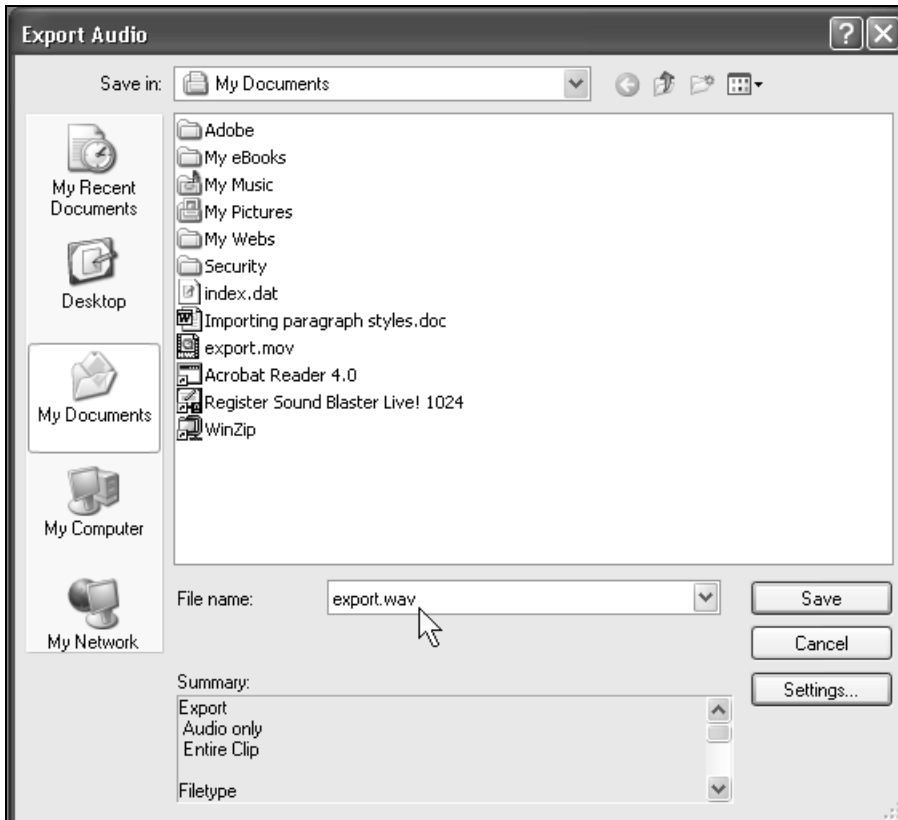 Export Audio
?
Save in:
My Documents
My Recent
Documents
Desktop
My Documents
My Computer
My Network
Adobe
My eBooks
My Music
My Pictures
My Webs
Security
index.dat
Importing paragraph styles.doc
export.mov
Acrobat Reader 4.0
Register Sound Blaster Live! 1024
WinZip
File name:
export.wav
Save
Cancel
Settings...
Summary:
Export
Audio only
Entire Clip
Filetype